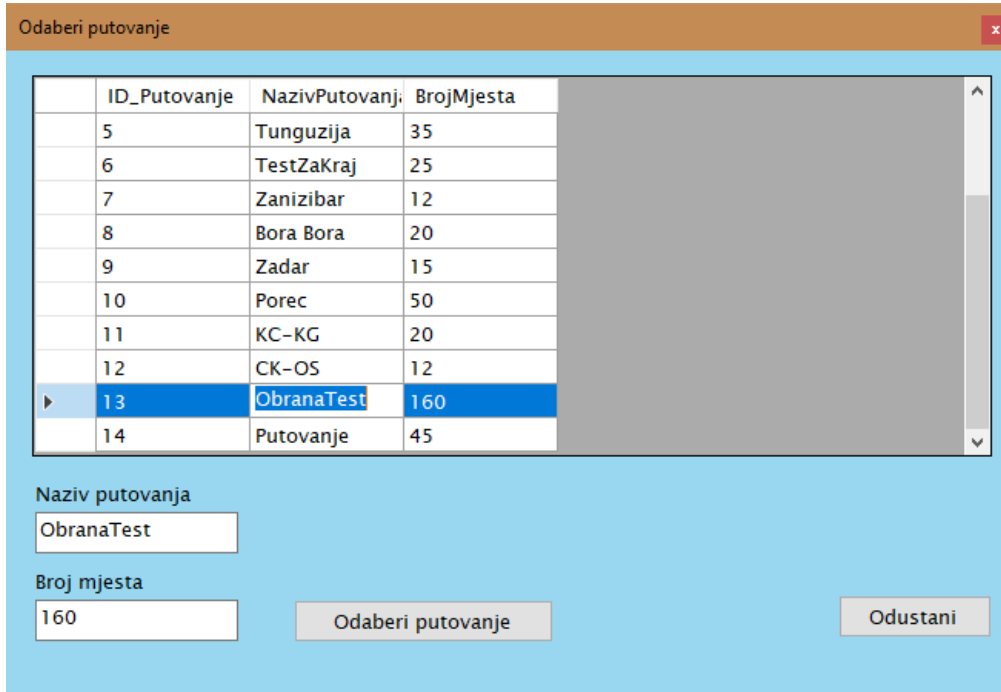 Odaberi putovanje
x
ID_Putovanje NazivPutovanja BrojMjesta
5 Tunguzija 35
6 TestZaKraj 25
7 Zanizibar 12
8 Bora Bora 20
9 Zadar 15
10 Porec 50
11 KC-KG 20
12 CK-OS 12
13 ObranaTest 160
14 Putovanje 45
Naziv putovanja
ObranaTest
Broj mjesta
160
Odaberi putovanje
Odustani